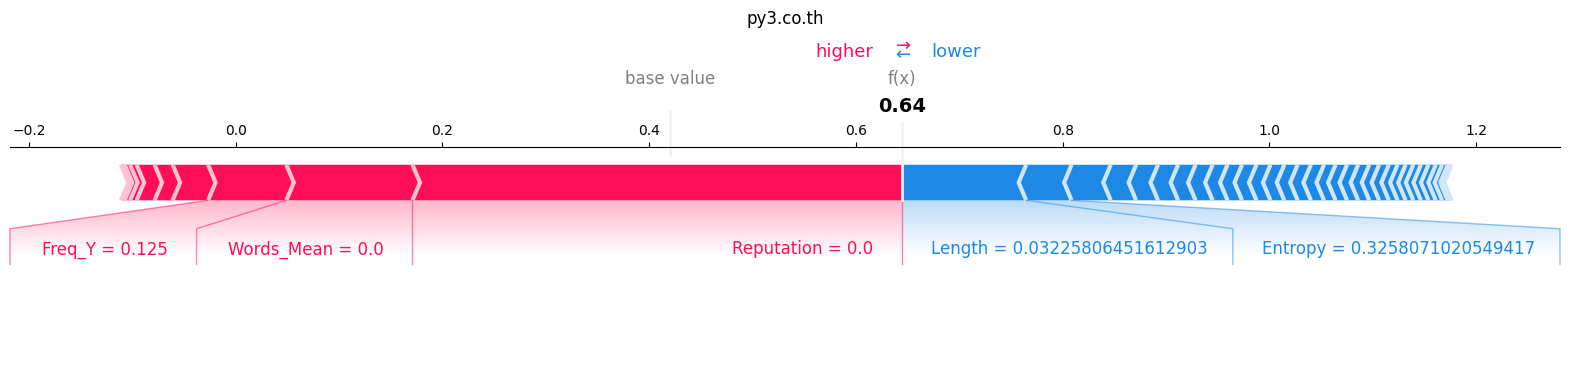 py3.co.th
higher ⇄ lower
base value f(x)
0.64
−0.2 0.0 0.2 0.4 0.6 0.8 1.0 1.2
Freq_Y = 0.125 Words_Mean = 0.0 Reputation = 0.0 Length = 0.03225806451612903 Entropy = 0.3258071020549417